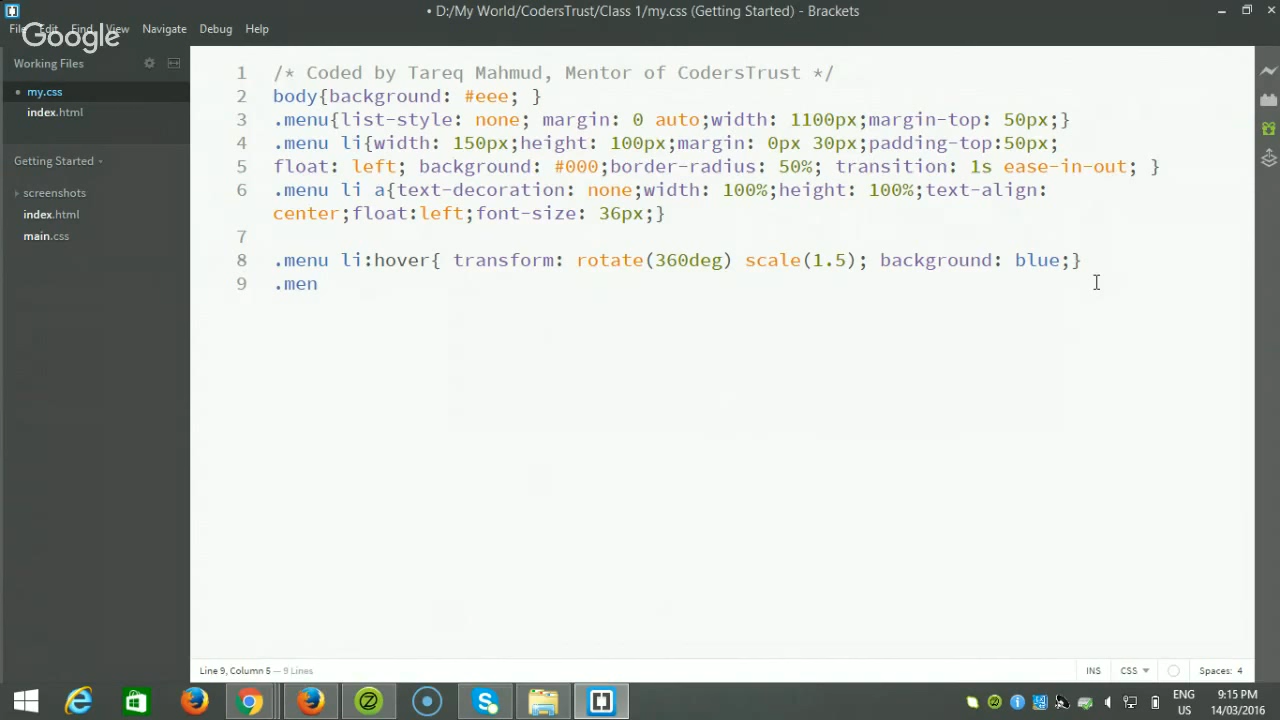 • D:/My World/CodersTrust/Class 1/my.css (Getting Started) - Brackets
File Edit Find View Navigate Debug Help
Google
Working Files
my.css
index.html
Getting Started
screenshots
index.html
main.css
1 /* Coded by Tareq Mahmud, Mentor of CodersTrust */
2 body{background: #eee; }
3 .menu{list-style: none; margin: 0 auto;width: 1100px;margin-top: 50px;}
4 .menu li{width: 150px;height: 100px;margin: 0px 30px;padding-top:50px;
5 float: left; background: #000;border-radius: 50%; transition: 1s ease-in-out; }
6 .menu li a{text-decoration: none;width: 100%;height: 100%;text-align:
center;float:left;font-size: 36px;}
7
8 .menu li:hover{ transform: rotate(360deg) scale(1.5); background: blue;}
9 .men
Line 9, Column 5 — 9 Lines
INS CSS Spaces: 4
ENG 9:15 PM
US 14/03/2016